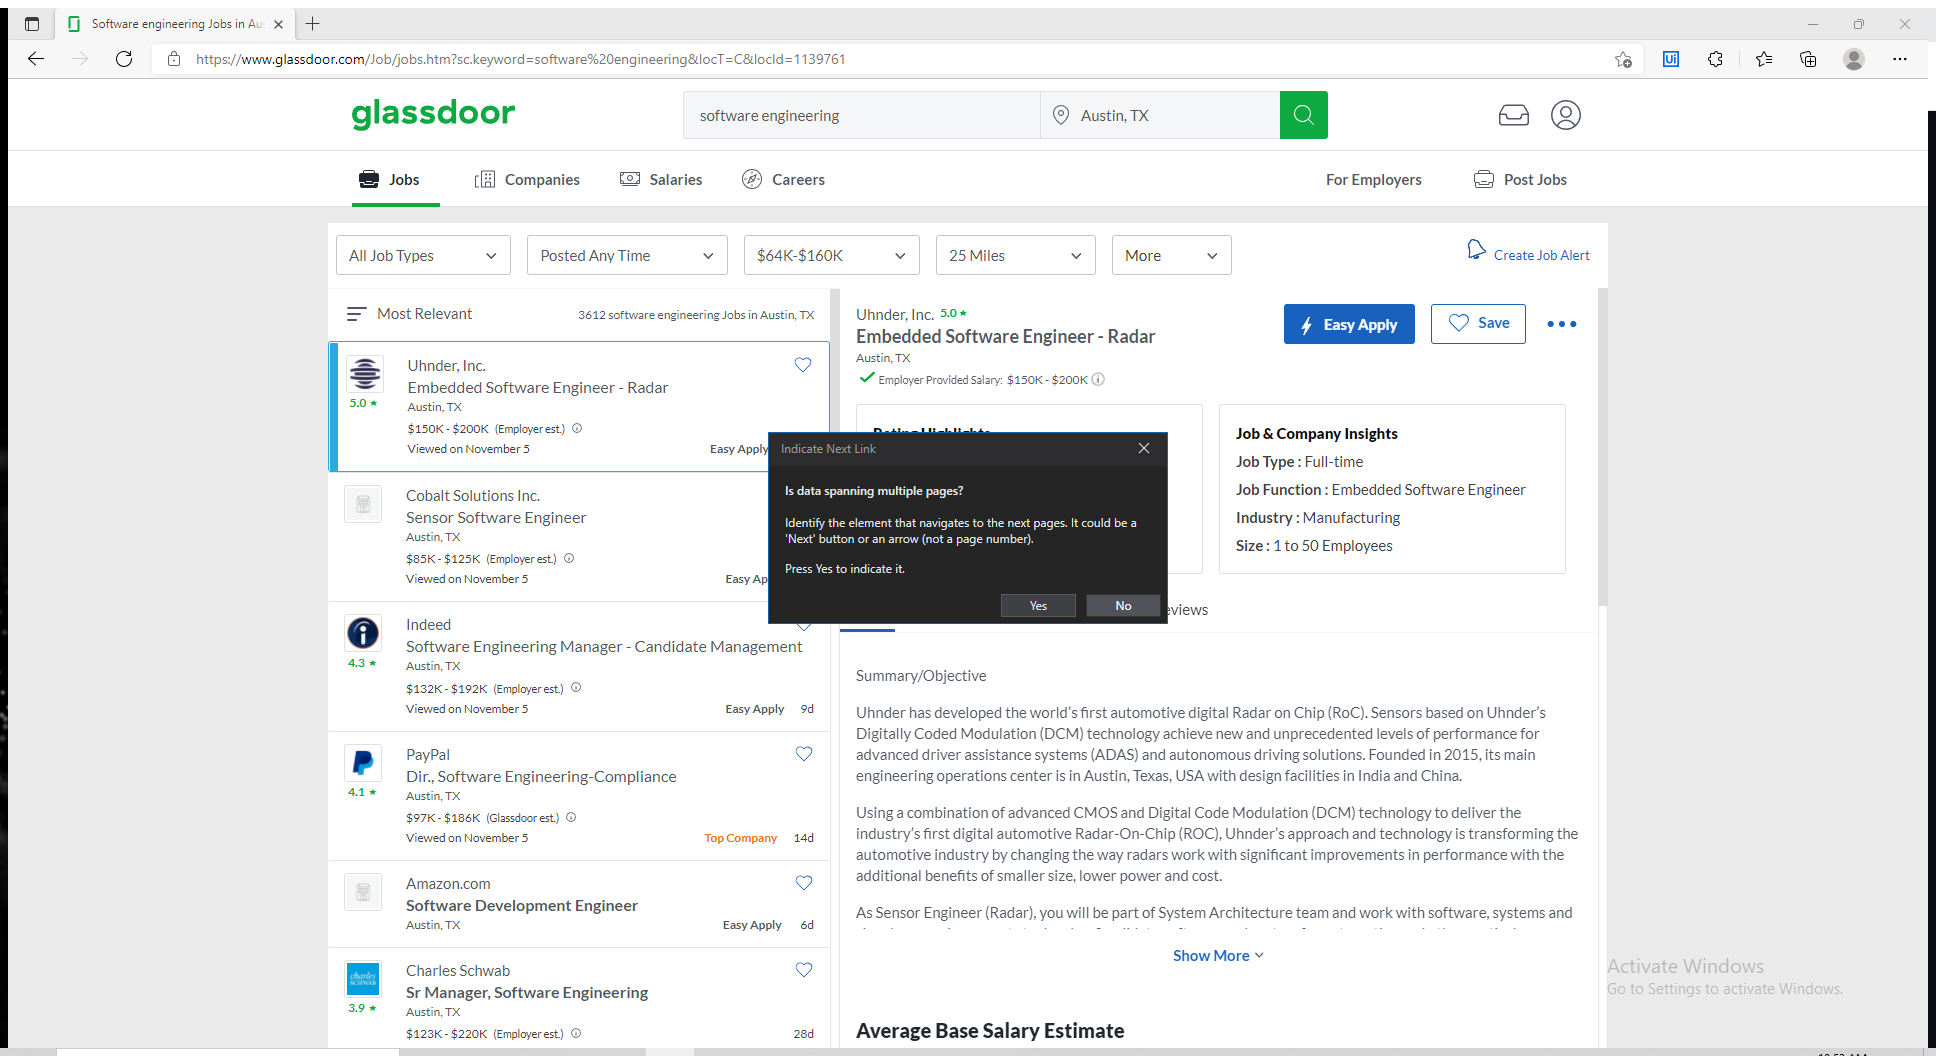 Software engineering Jobs in Au
https://www.glassdoor.com/Job/jobs.htm?sc.keyword=software%20engineering&locT=C&locId=1139761
Ui
glassdoor
software engineering
Austin, TX
Jobs
Companies
Salaries
Careers
For Employers
Post Jobs
All Job Types
Posted Any Time
$64K-$160K
25 Miles
More
Create Job Alert
Most Relevant
3612 software engineering Jobs in Austin, TX
Uhnder, Inc.
Embedded Software Engineer - Radar
5.0 ★
Austin, TX
$150K - $200K (Employer est.)
Viewed on November 5
Easy Apply
Cobalt Solutions Inc.
Sensor Software Engineer
Austin, TX
$85K - $125K (Employer est.)
Viewed on November 5
Easy Ap
Indeed
Software Engineering Manager - Candidate Management
4.3 ★
Austin, TX
$132K - $192K (Employer est.)
Viewed on November 5
Easy Apply 9d
PayPal
Dir., Software Engineering-Compliance
4.1 ★
Austin, TX
$97K - $186K (Glassdoor est.)
Viewed on November 5
Top Company 14d
Amazon.com
Software Development Engineer
Austin, TX
Easy Apply 6d
charles
SCHWAB
Charles Schwab
Sr Manager, Software Engineering
3.9 ★
Austin, TX
$123K - $220K (Employer est.)
28d
Uhnder, Inc. 5.0 ★
Embedded Software Engineer - Radar
Austin, TX
Employer Provided Salary: $150K - $200K
Easy Apply
Save
Rating Highlights
Job & Company Insights
Job Type : Full-time
Job Function : Embedded Software Engineer
Industry : Manufacturing
Size : 1 to 50 Employees
Indicate Next Link
Is data spanning multiple pages?
Identify the element that navigates to the next pages. It could be a
'Next' button or an arrow (not a page number).
Press Yes to indicate it.
Yes
No
eviews
Summary/Objective
Uhnder has developed the world's first automotive digital Radar on Chip (RoC). Sensors based on Uhnder's
Digitally Coded Modulation (DCM) technology achieve new and unprecedented levels of performance for
advanced driver assistance systems (ADAS) and autonomous driving solutions. Founded in 2015, its main
engineering operations center is in Austin, Texas, USA with design facilities in India and China.
Using a combination of advanced CMOS and Digital Code Modulation (DCM) technology to deliver the
industry's first digital automotive Radar-On-Chip (ROC), Uhnder's approach and technology is transforming the
automotive industry by changing the way radars work with significant improvements in performance with the
additional benefits of smaller size, lower power and cost.
As Sensor Engineer (Radar), you will be part of System Architecture team and work with software, systems and
Show More
Average Base Salary Estimate
Activate Windows
Go to Settings to activate Windows.